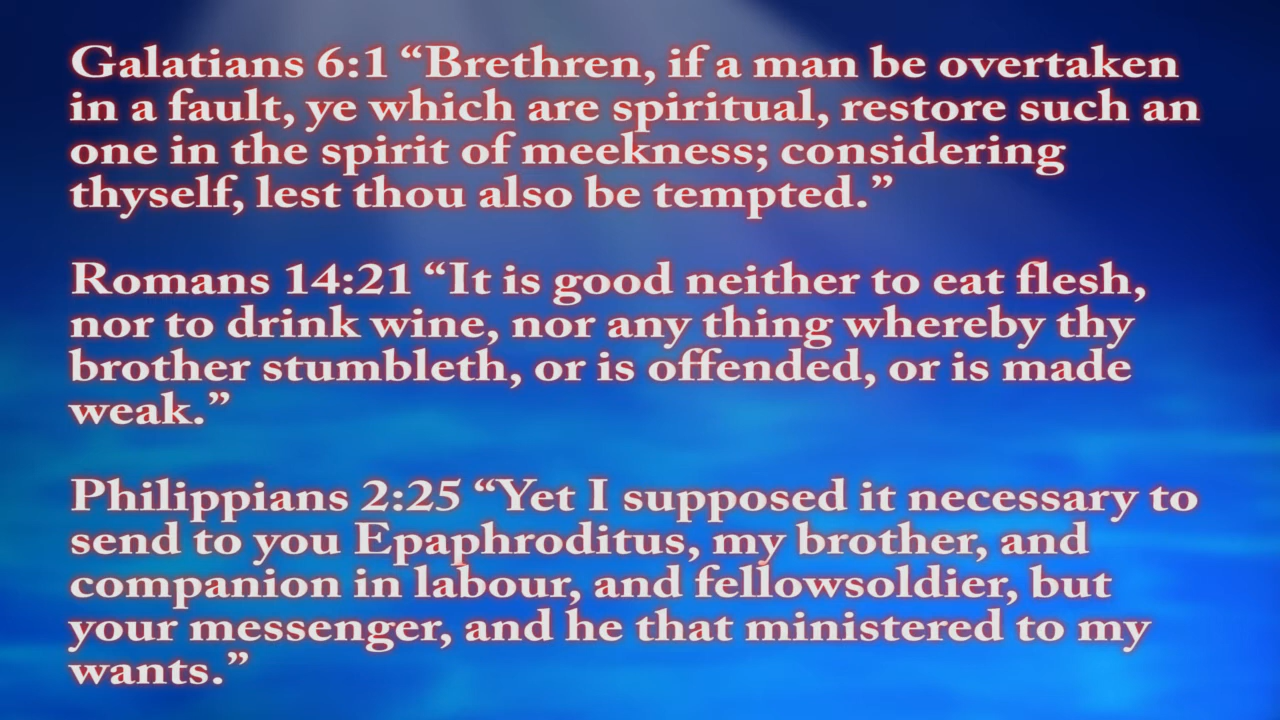 Galatians 6:1 “Brethren, if a man be overtaken
in a fault, ye which are spiritual, restore such an
one in the spirit of meekness; considering
thyself, lest thou also be tempted.”
Romans 14:21 “It is good neither to eat flesh,
nor to drink wine, nor any thing whereby thy
brother stumbleth, or is offended, or is made
weak.”
Philippians 2:25 “Yet I supposed it necessary to
send to you Epaphroditus, my brother, and
companion in labour, and fellowsoldier, but
your messenger, and he that ministered to my
wants.”